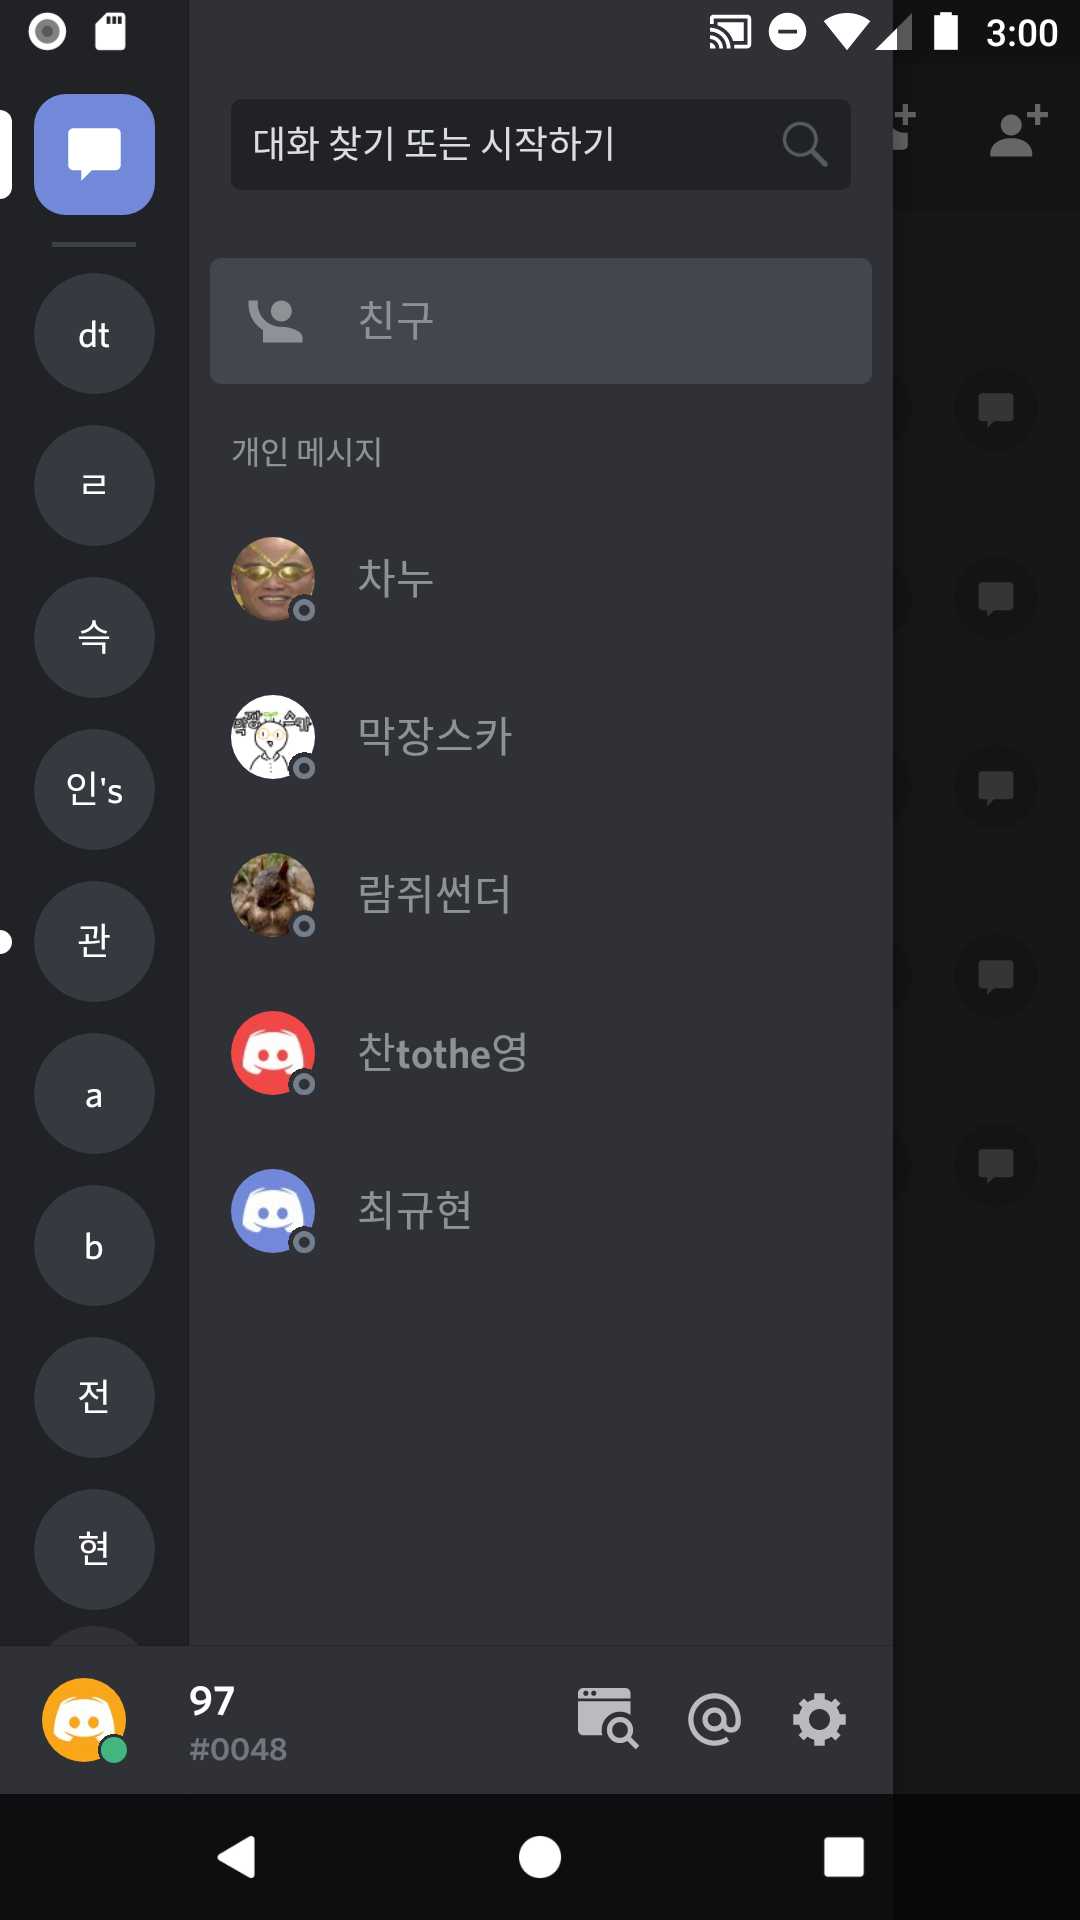 3:00
대화 찾기 또는 시작하기
친구
개인 메시지
차누
막장스카
람쥐썬더
찬tothe영
최규현
dt
ㄹ
슥
인's
관
a
b
전
현
97
#0048